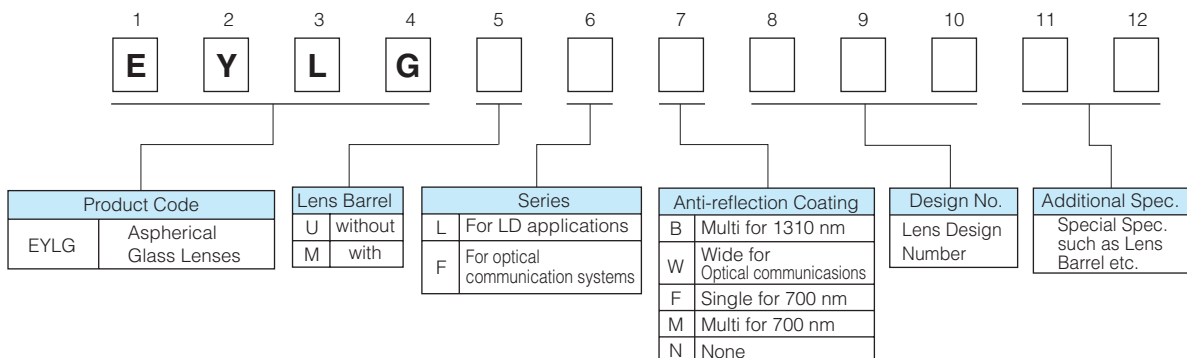 1 2 3 4 5 6 7 8 9 10 11 12
E Y L G
Product Code
EYLG Aspherical
Glass Lenses
Lens Barrel
U without
M with
Series
L For LD applications
F For optical
communication systems
Anti-reflection Coating
B Multi for 1310 nm
W Wide for
Optical communicasions
F Single for 700 nm
M Multi for 700 nm
N None
Design No.
Lens Design
Number
Additional Spec.
Special Spec.
such as Lens
Barrel etc.